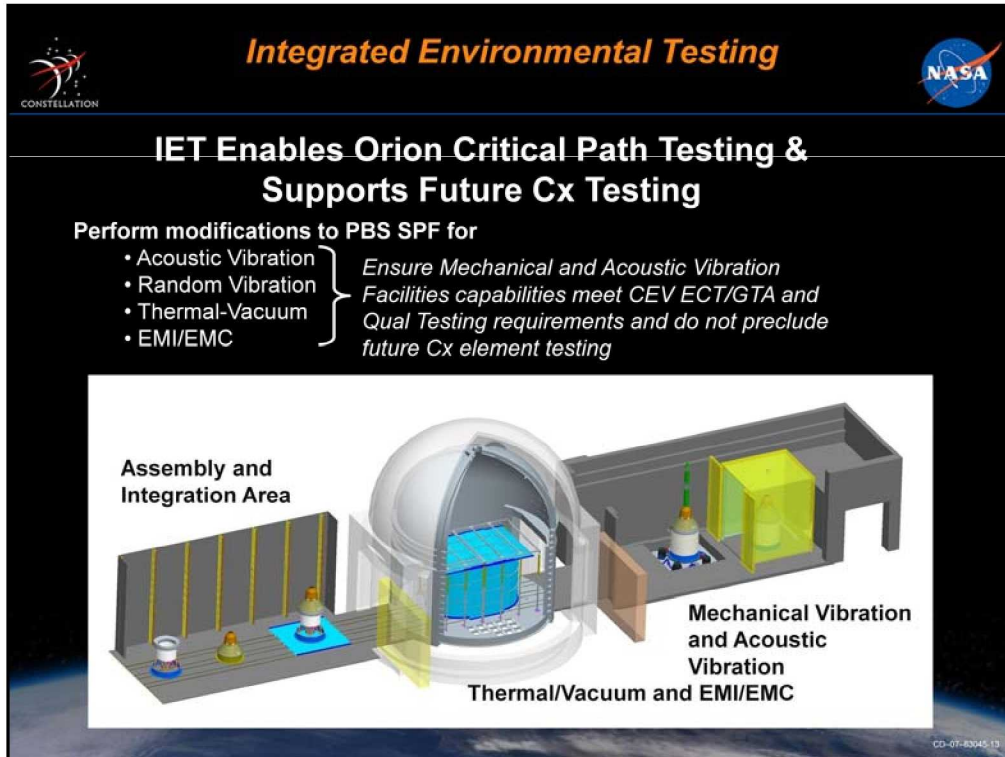 Integrated Environmental Testing
CONSTELLATION
NASA
IET Enables Orion Critical Path Testing &
Supports Future Cx Testing
Perform modifications to PBS SPF for
• Acoustic Vibration
• Random Vibration
• Thermal-Vacuum
• EMI/EMC
Ensure Mechanical and Acoustic Vibration
Facilities capabilities meet CEV ECT/GTA and
Qual Testing requirements and do not preclude
future Cx element testing
Assembly and
Integration Area
Mechanical Vibration
and Acoustic
Vibration
Thermal/Vacuum and EMI/EMC
CD-07-83045-13